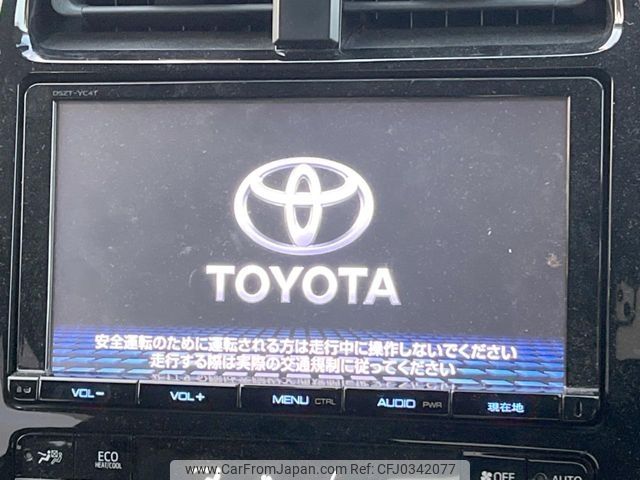 DSZT-YC4T
TOYOTA
安全運転のために運転される方は走行中に操作しないでください
走行する際は実際の交通規制に従ってください
VOL − VOL + MENU CTRL AUDIO PWR 現在地
ECO
HEAT/COOL
OFF AUTO
www.CarFromJapan.com - CFJ ID: CFJ0342077